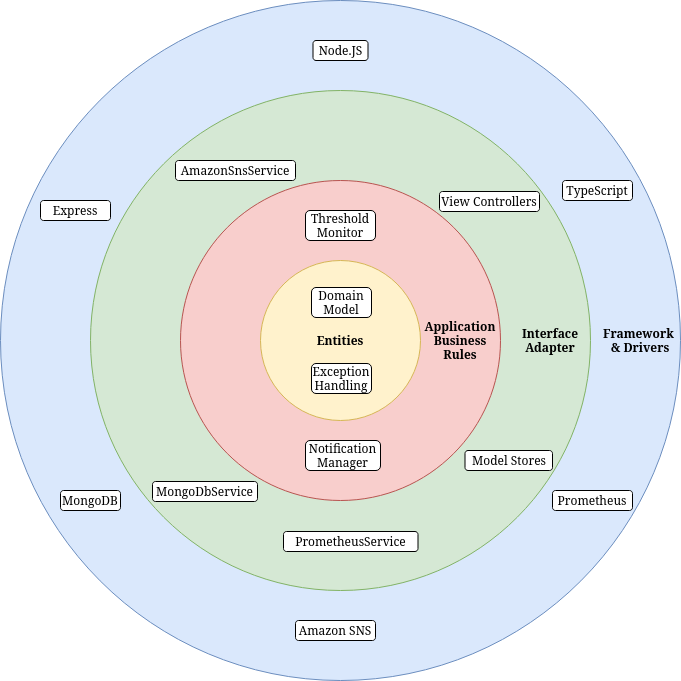 Node.JS
AmazonSnsService
TypeScript
View Controllers
Express
Threshold
Monitor
Domain
Model
Entities
Application
Business
Rules
Interface
Adapter
Framework
& Drivers
Exception
Handling
Notification
Manager
Model Stores
MongoDbService
MongoDB
Prometheus
PrometheusService
Amazon SNS